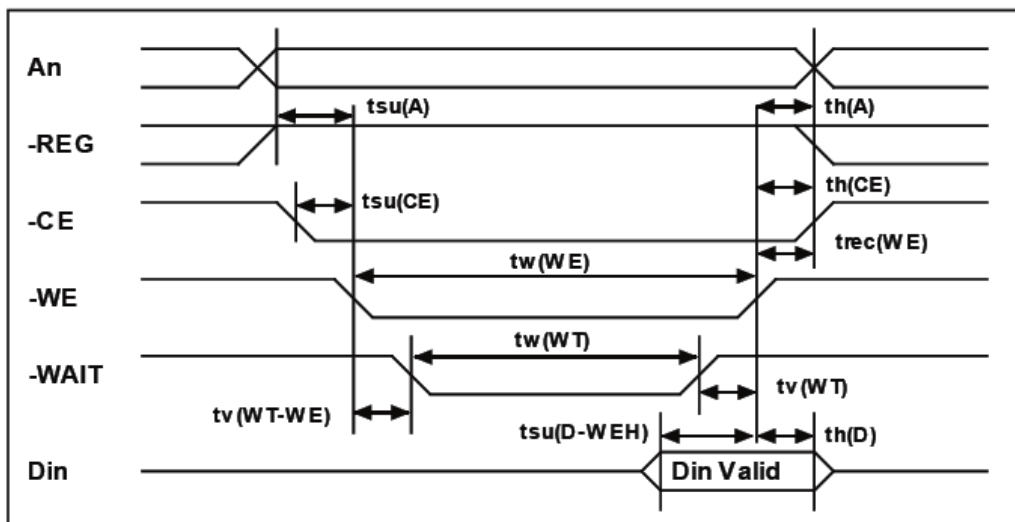 An
tsu(A)
th(A)
-REG
tsu(CE)
th(CE)
-CE
trec(WE)
tw(WE)
-WE
tw(WT)
-WAIT
tv(WT)
tv(WT-WE)
tsu(D-WEH)
th(D)
Din
Din Valid